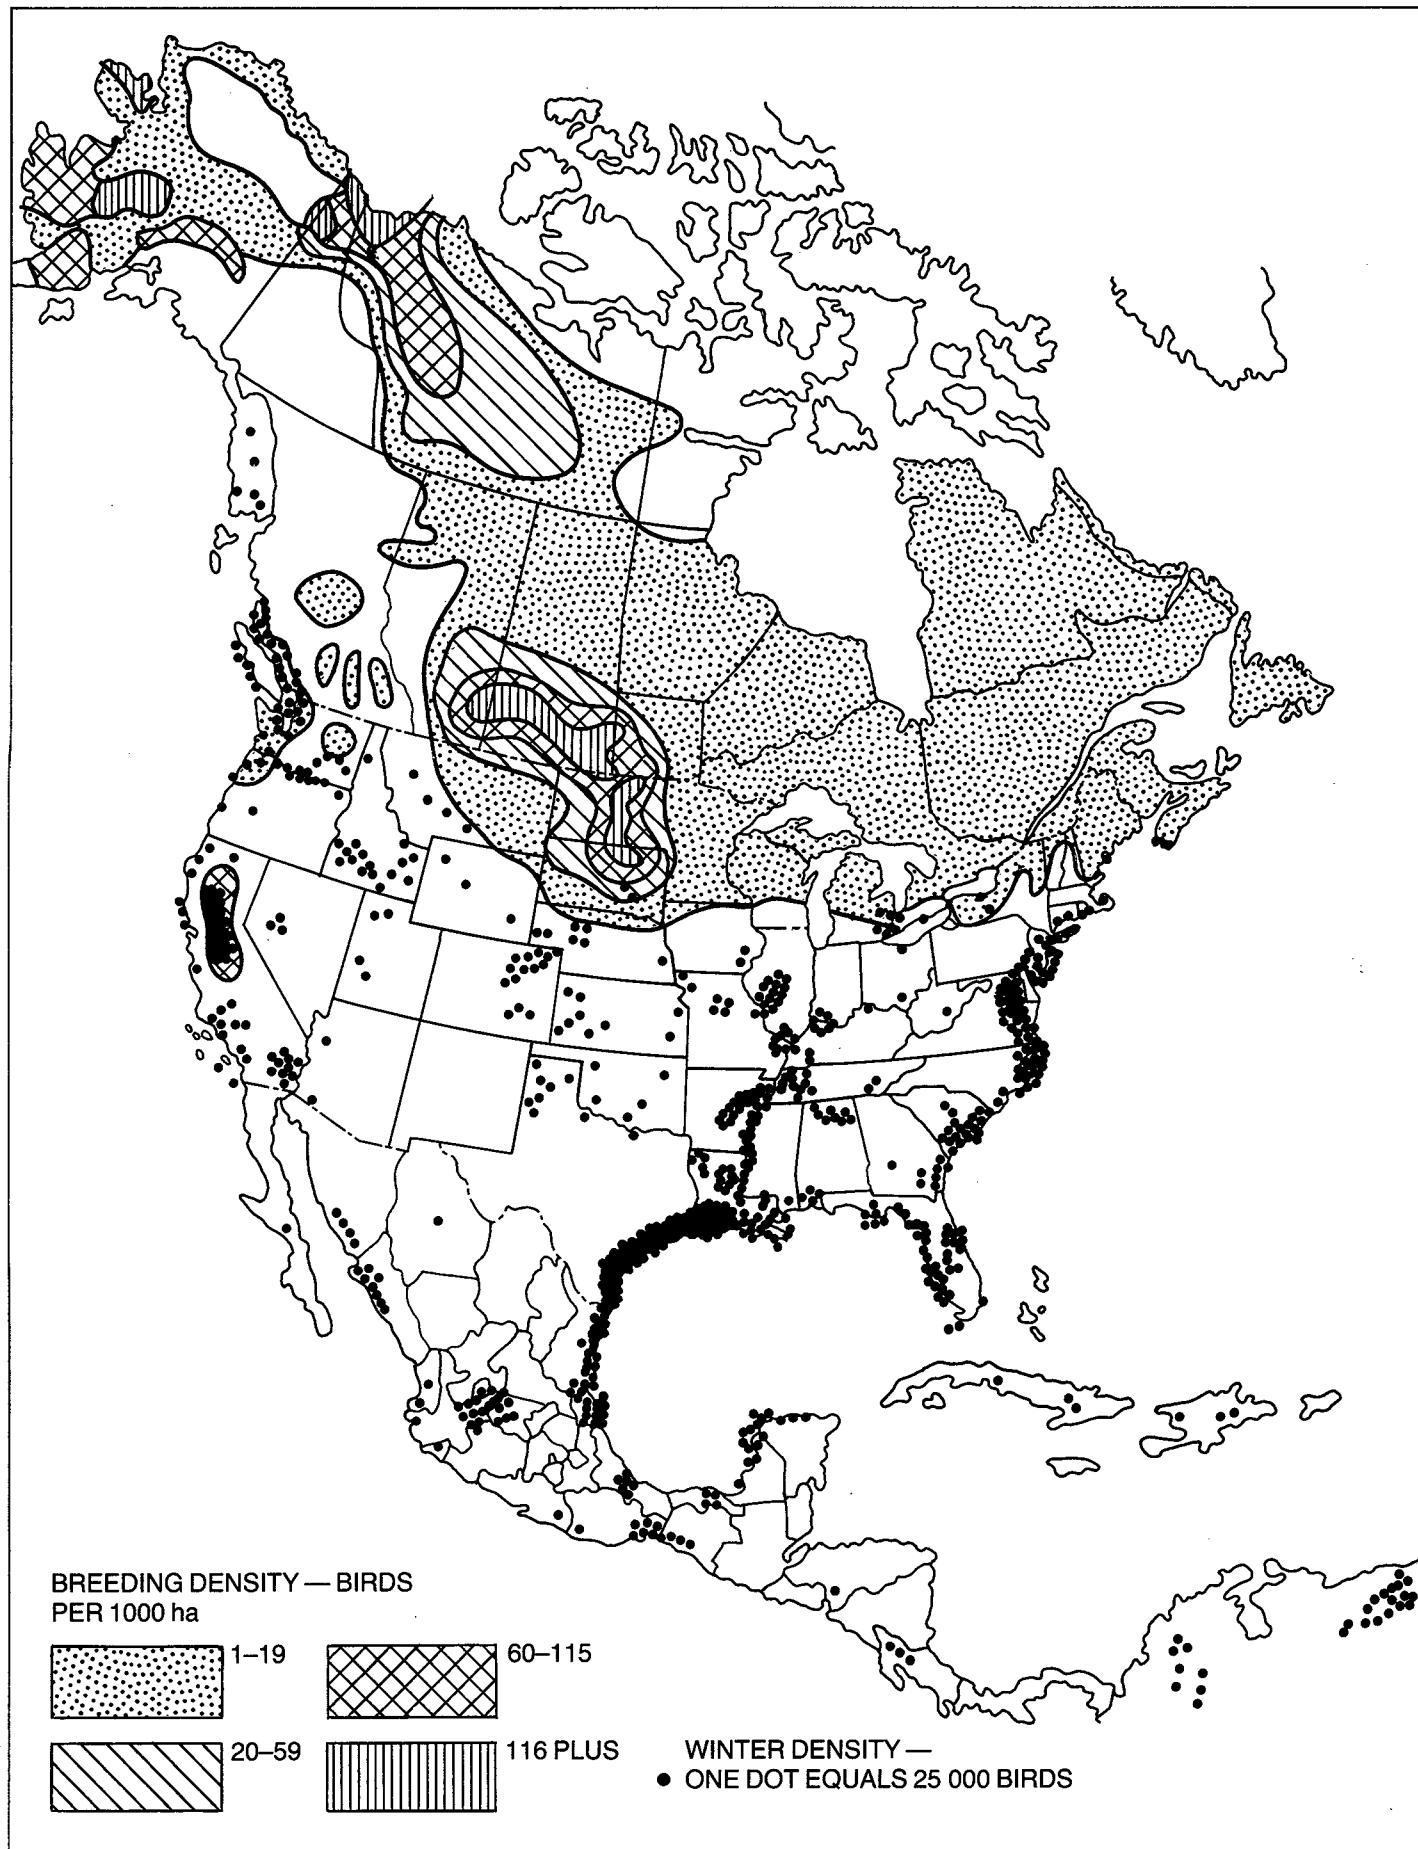 BREEDING DENSITY — BIRDS
PER 1000 ha
1–19
60–115
20–59
116 PLUS
WINTER DENSITY —
ONE DOT EQUALS 25 000 BIRDS